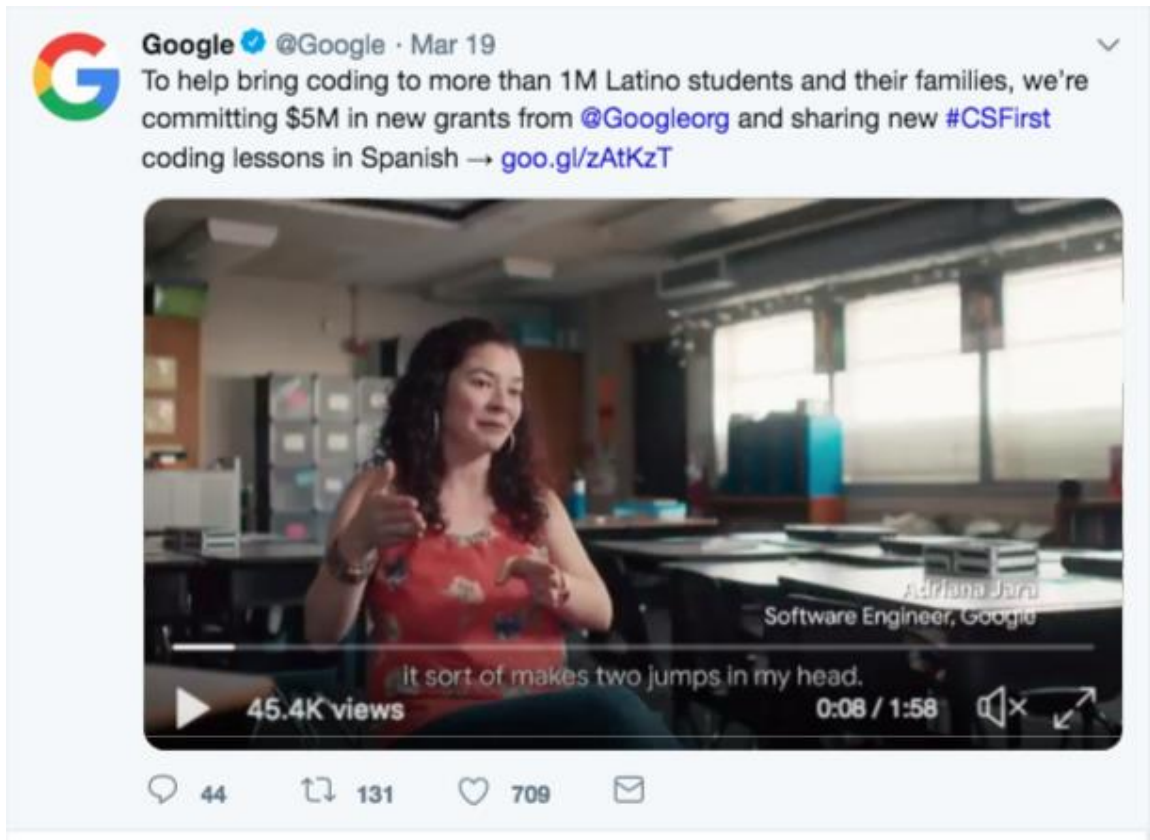 Google @Google · Mar 19
To help bring coding to more than 1M Latino students and their families, we're
committing $5M in new grants from @Googleorg and sharing new #CSFirst
coding lessons in Spanish → goo.gl/zAtKzT
Adriana Jara
Software Engineer, Google
it sort of makes two jumps in my head.
45.4K views 0:08 / 1:58
44 131 709